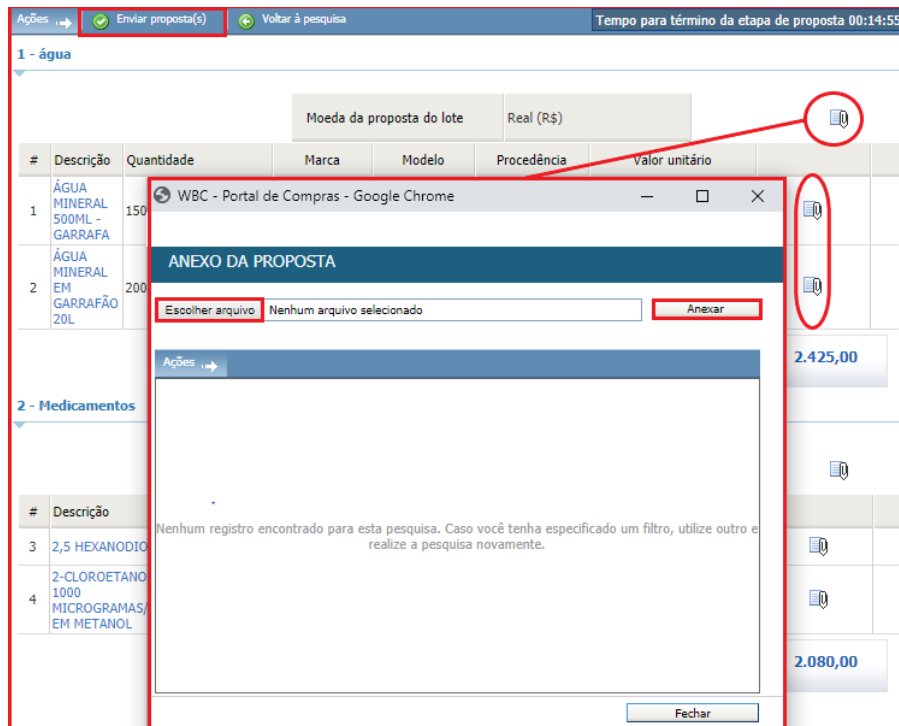 Ações
Enviar proposta(s)
Voltar à pesquisa
Tempo para término da etapa de proposta 00:14:55
1 - água
Moeda da proposta do lote
Real (R$)
# Descrição Quantidade Marca Modelo Procedência Valor unitário
1
ÁGUA
MINERAL
500ML -
GARRAFA
150
2
ÁGUA
MINERAL
EM
GARRAFÃO
20L
200
2.425,00
WBC - Portal de Compras - Google Chrome
ANEXO DA PROPOSTA
Escolher arquivo Nenhum arquivo selecionado
Anexar
Ações
Nenhum registro encontrado para esta pesquisa. Caso você tenha especificado um filtro, utilize outro e
realize a pesquisa novamente.
Fechar
2 - Medicamentos
# Descrição
3 2,5 HEXANODIO
4
2-CLOROETANO
1000
MICROGRAMAS/
EM METANOL
2.080,00